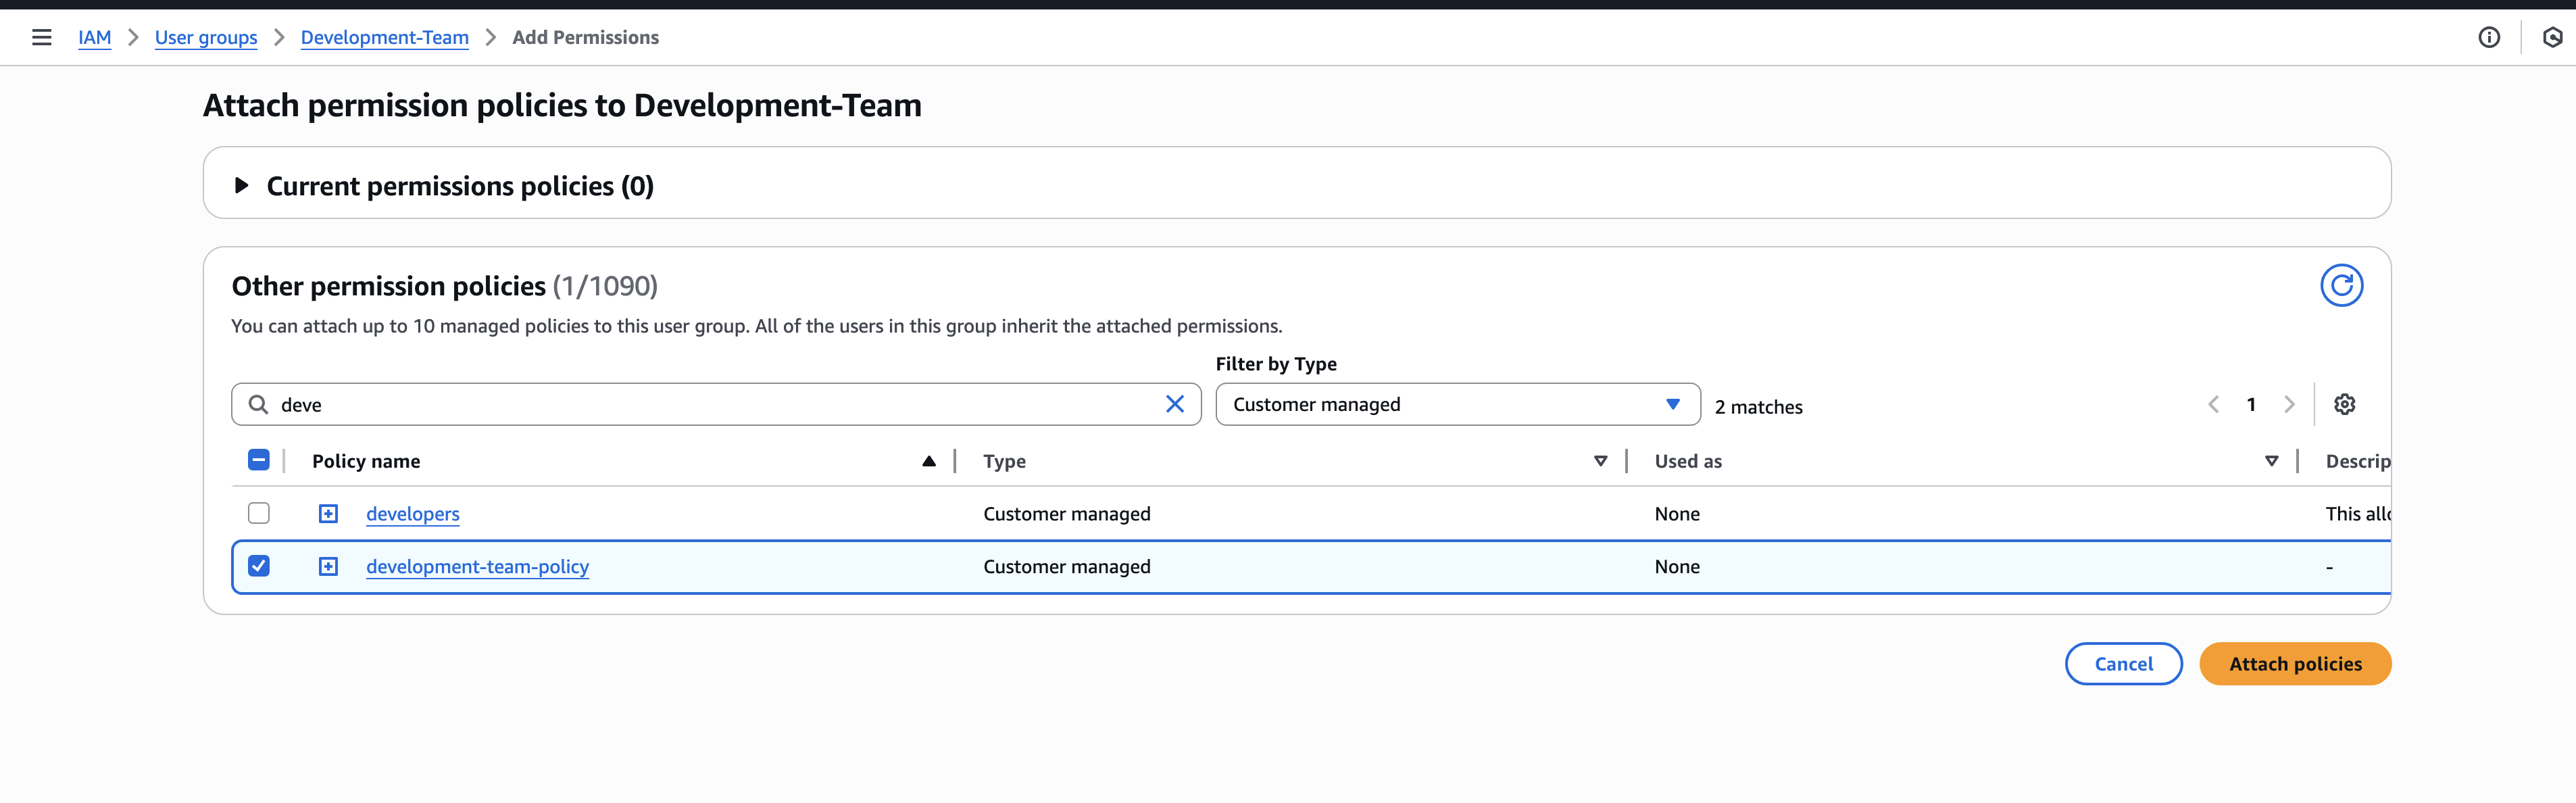 IAM > User groups > Development-Team > Add Permissions
Attach permission policies to Development-Team
Current permissions policies (0)
Other permission policies (1/1090)
You can attach up to 10 managed policies to this user group. All of the users in this group inherit the attached permissions.
Filter by Type
deve Customer managed 2 matches 1
Policy name Type Used as Descrip
developers Customer managed None This allo
development-team-policy Customer managed None -
Cancel Attach policies